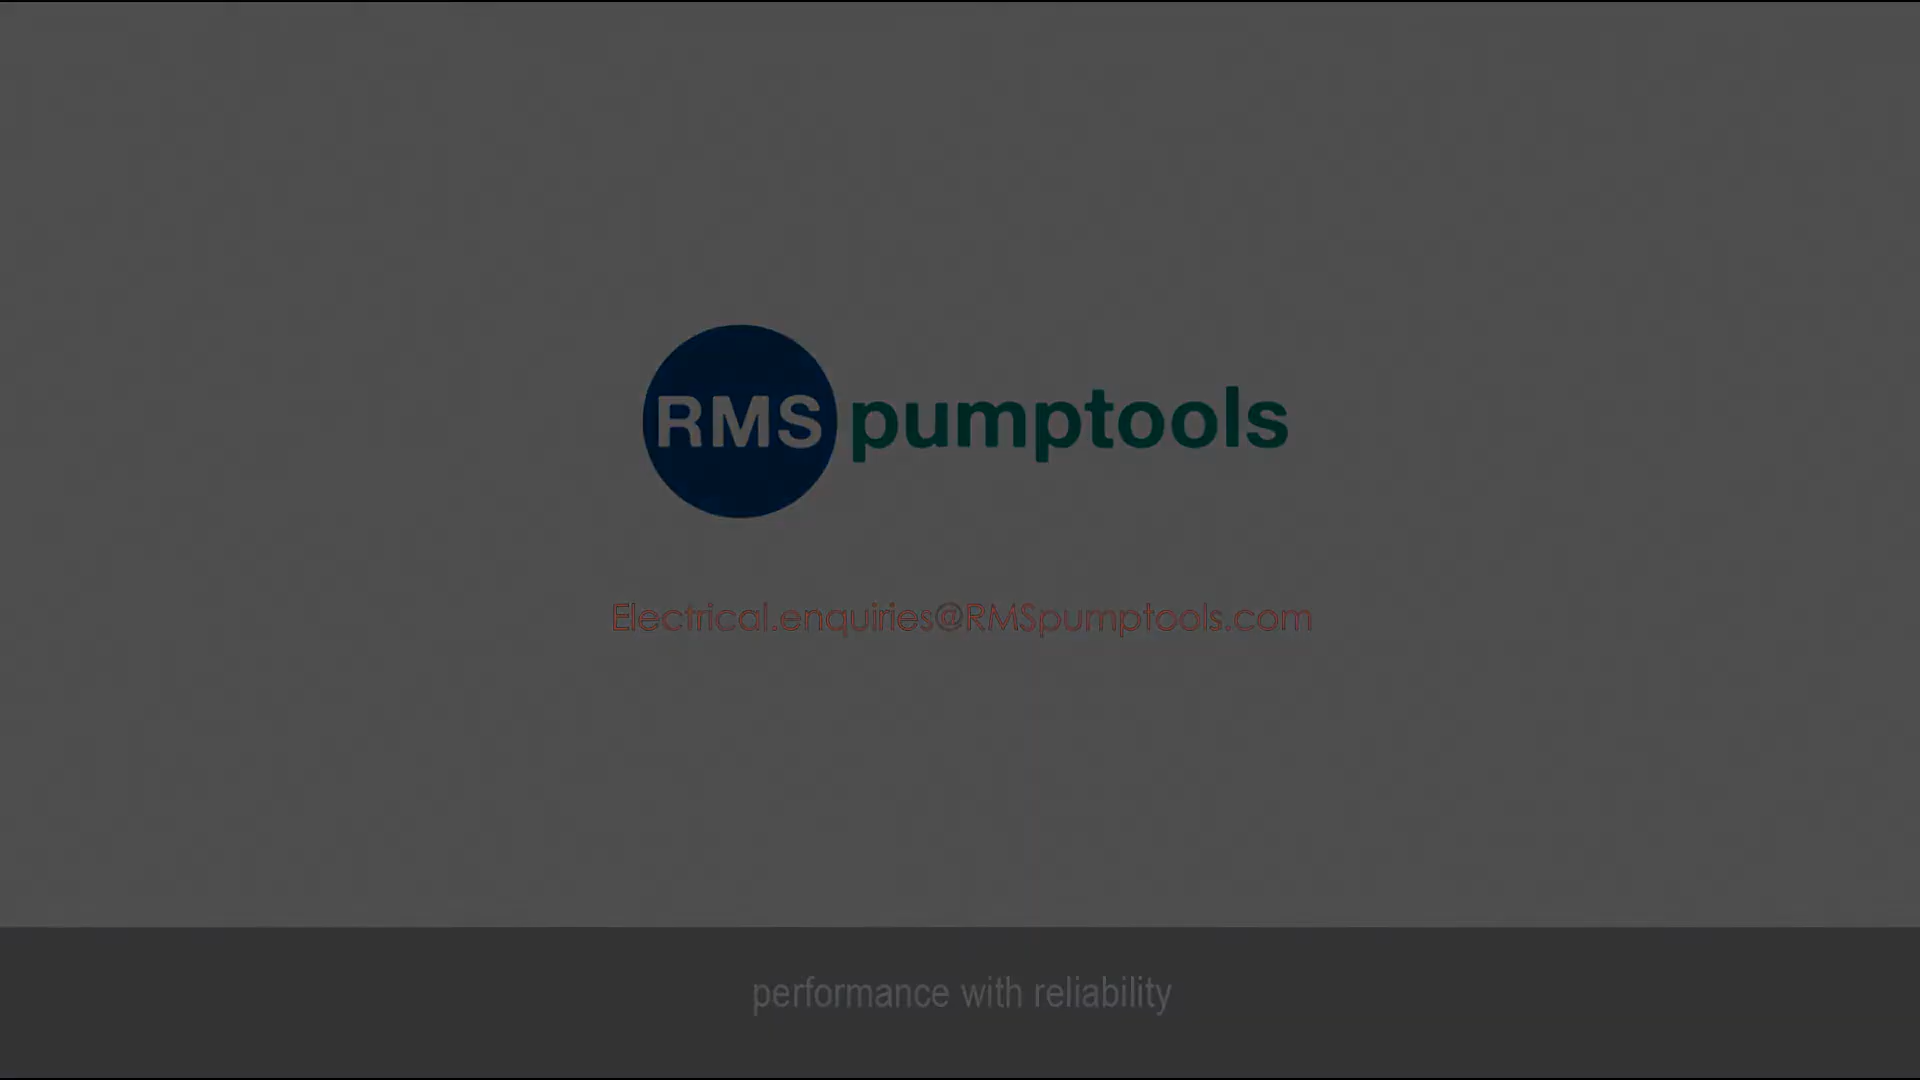 RMS pumptools
Electrical.enquiries@RMSpumptools.com
performance with reliability